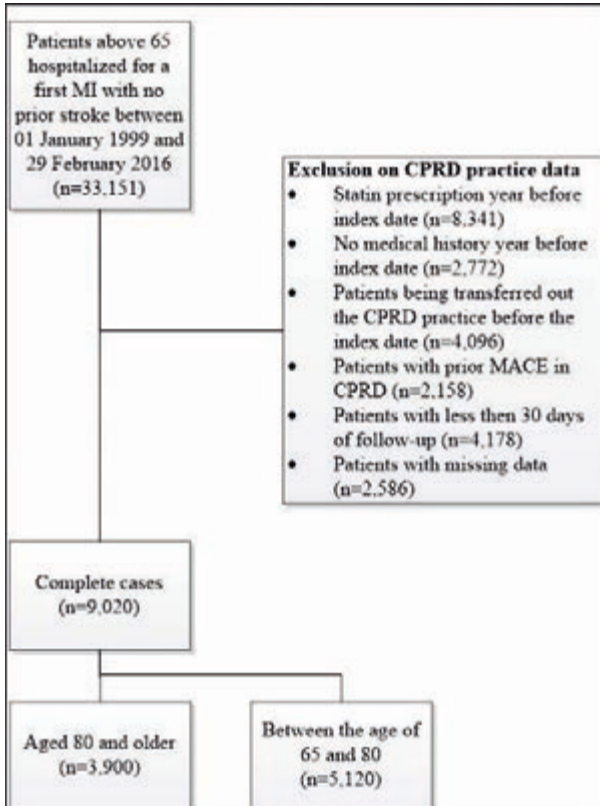 Patients above 65
hospitalized for a
first MI with no
prior stroke between
01 January 1999 and
29 February 2016
(n=33,151)
Exclusion on CPRD practice data
• Statin prescription year before
index date (n=8,341)
• No medical history year before
index date (n=2,772)
• Patients being transferred out
the CPRD practice before the
index date (n=4,096)
• Patients with prior MACE in
CPRD (n=2,158)
• Patients with less then 30 days
of follow-up (n=4,178)
• Patients with missing data
(n=2,586)
Complete cases
(n=9,020)
Aged 80 and older
(n=3,900)
Between the age of
65 and 80
(n=5,120)